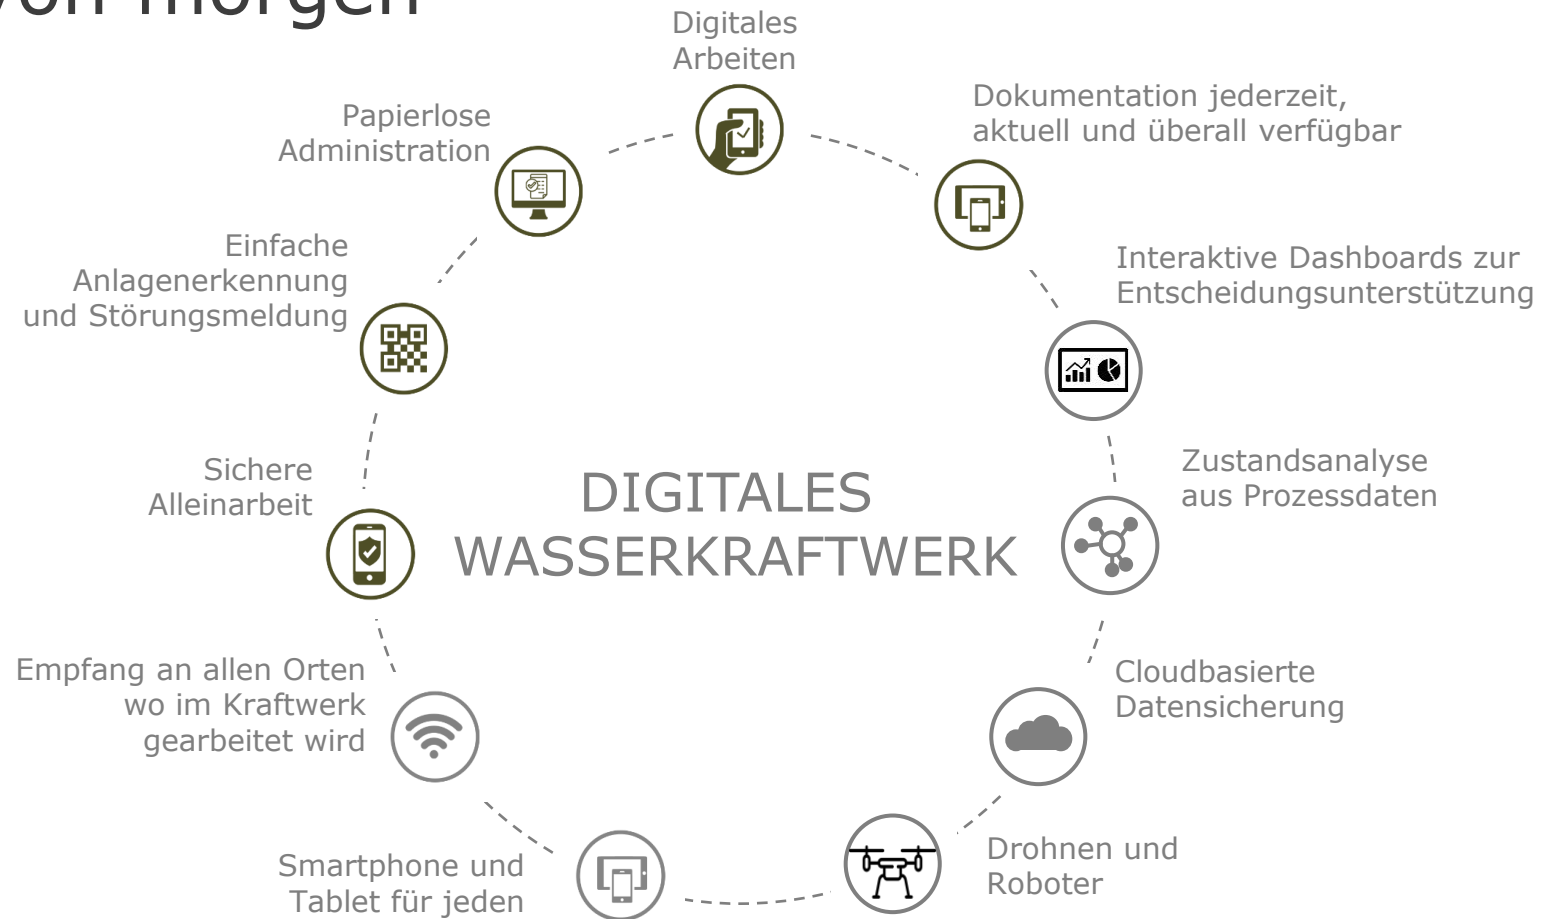 von morgen
Digitales
Arbeiten
Dokumentation jederzeit,
aktuell und überall verfügbar
Interaktive Dashboards zur
Entscheidungsunterstützung
Zustandsanalyse
aus Prozessdaten
Cloudbasierte
Datensicherung
Drohnen und
Roboter
Smartphone und
Tablet für jeden
Empfang an allen Orten
wo im Kraftwerk
gearbeitet wird
Sichere
Alleinarbeit
Einfache
Anlagenerkennung
und Störungsmeldung
Papierlose
Administration
DIGITALES
WASSERKRAFTWERK